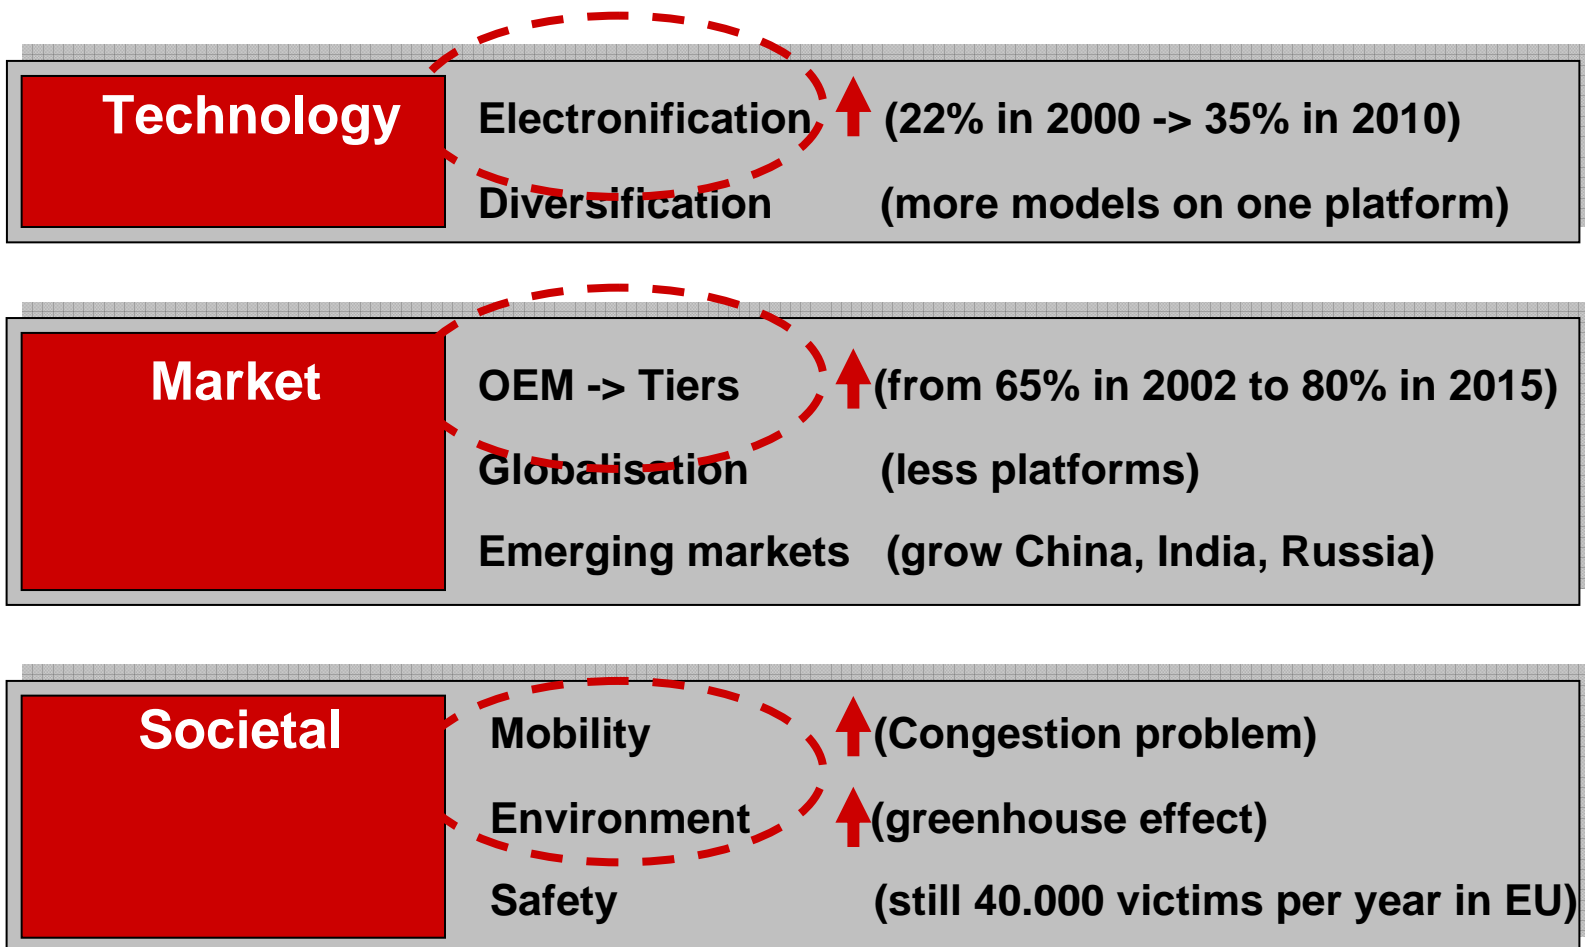 Technology Electronification (22% in 2000 -> 35% in 2010)
Diversification (more models on one platform)
Market OEM -> Tiers (from 65% in 2002 to 80% in 2015)
Globalisation (less platforms)
Emerging markets (grow China, India, Russia)
Societal Mobility (Congestion problem)
Environment (greenhouse effect)
Safety (still 40.000 victims per year in EU)